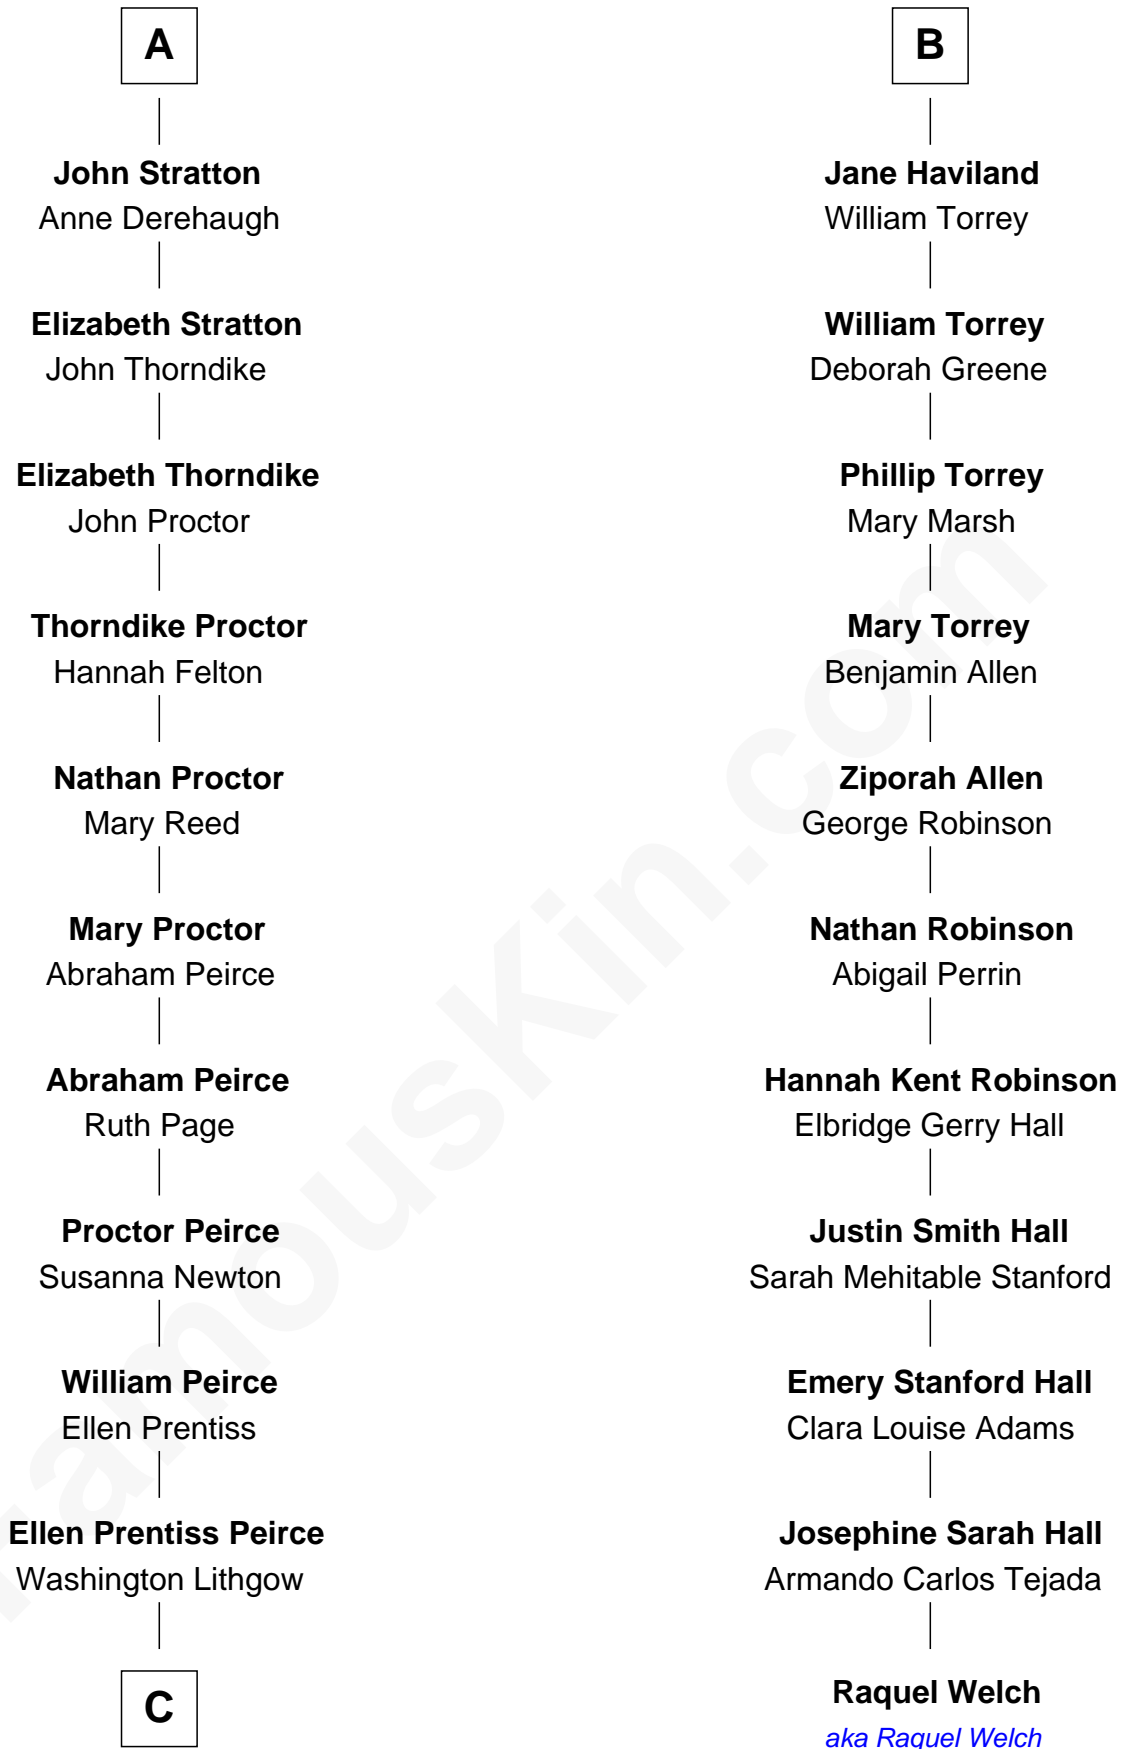 A
John Stratton
Anne Derehaugh
Elizabeth Stratton
John Thorndike
Elizabeth Thorndike
John Proctor
Thorndike Proctor
Hannah Felton
Nathan Proctor
Mary Reed
Mary Proctor
Abraham Peirce
Abraham Peirce
Ruth Page
Proctor Peirce
Susanna Newton
William Peirce
Ellen Prentiss
Ellen Prentiss Peirce
Washington Lithgow
C
B
Jane Haviland
William Torrey
William Torrey
Deborah Greene
Phillip Torrey
Mary Marsh
Mary Torrey
Benjamin Allen
Ziporah Allen
George Robinson
Nathan Robinson
Abigail Perrin
Hannah Kent Robinson
Elbridge Gerry Hall
Justin Smith Hall
Sarah Mehitable Stanford
Emery Stanford Hall
Clara Louise Adams
Josephine Sarah Hall
Armando Carlos Tejada
Raquel Welch
aka Raquel Welch
FamousKin.com